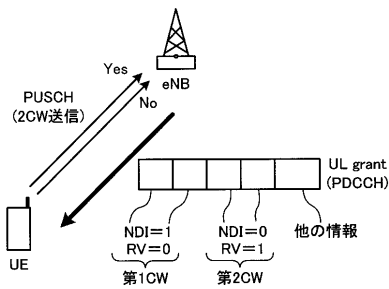 Yes
eNB
PUSCH
(2CW送信)
No
UL grant
(PDCCH)
NDI=1
RV=0
NDI=0
RV=1
他の情報
UE
第1CW
第2CW